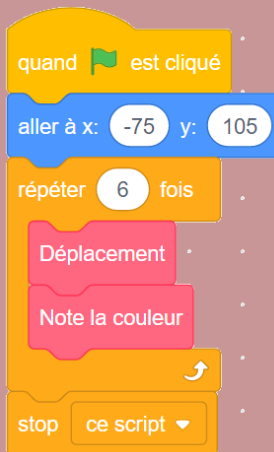 quand est cliqué
aller à x: -75 y: 105
répéter 6 fois
Déplacement
Note la couleur
stop ce script